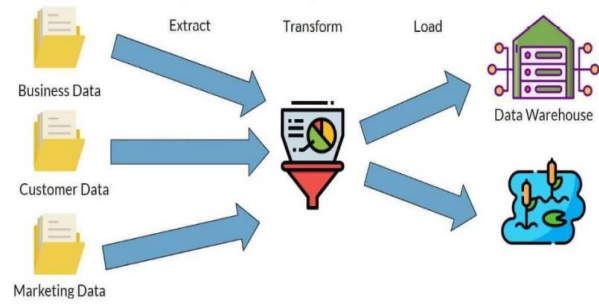 Extract
Transform
Load
Business Data
Customer Data
Marketing Data
Data Warehouse